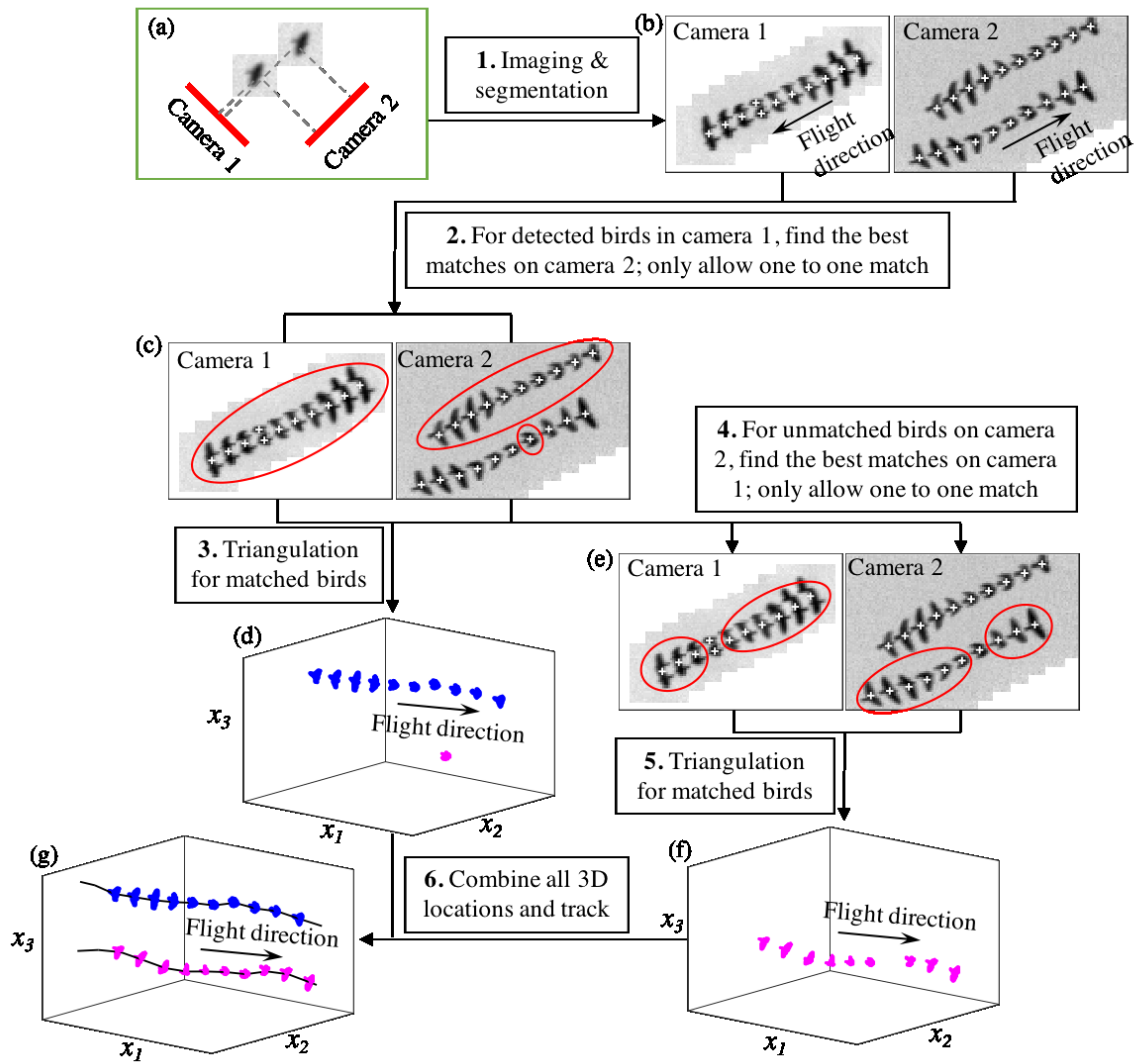 (a)
Camera 1
Camera 2
1. Imaging &
segmentation
(b)
Camera 1
Flight
direction
Camera 2
Flight
direction
2. For detected birds in camera 1, find the best
matches on camera 2; only allow one to one match
(c)
Camera 1
Camera 2
4. For unmatched birds on camera
2, find the best matches on camera
1; only allow one to one match
3. Triangulation
for matched birds
(e)
Camera 1
Camera 2
(d)
Flight direction
x3
x1
x2
5. Triangulation
for matched birds
(g)
Flight direction
x3
x1
x2
6. Combine all 3D
locations and track
(f)
x3
Flight direction
x1
x2